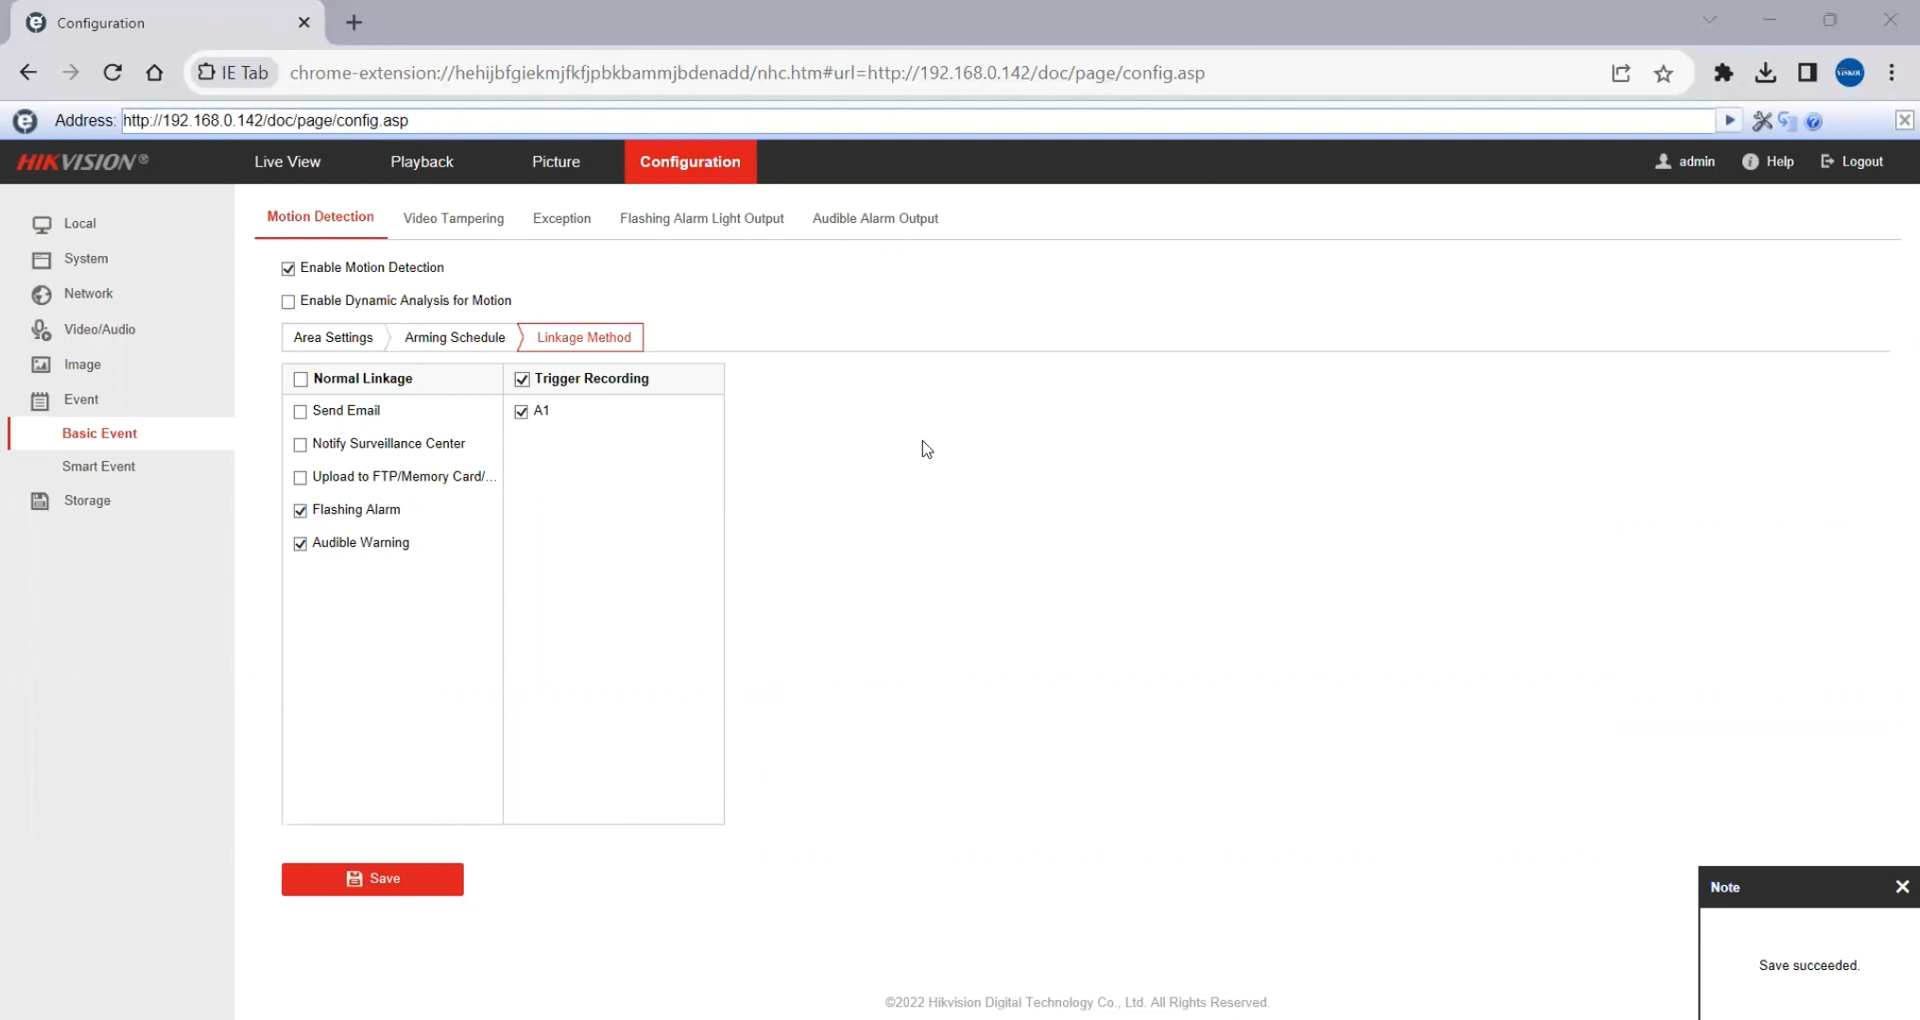 Configuration
IE Tab chrome-extension://hehijbfgiekmjfkfjpbkbammjbdenadd/nhc.htm#url=http://192.168.0.142/doc/page/config.asp
Address: http://192.168.0.142/doc/page/config.asp
HIKVISION® Live View Playback Picture Configuration admin Help Logout
Local
System
Network
Video/Audio
Image
Event
Basic Event
Smart Event
Storage
Motion Detection Video Tampering Exception Flashing Alarm Light Output Audible Alarm Output
Enable Motion Detection
Enable Dynamic Analysis for Motion
Area Settings Arming Schedule Linkage Method
Normal Linkage Trigger Recording
Send Email A1
Notify Surveillance Center
Upload to FTP/Memory Card/...
Flashing Alarm
Audible Warning
Save
Note
Save succeeded.
©2022 Hikvision Digital Technology Co., Ltd. All Rights Reserved.